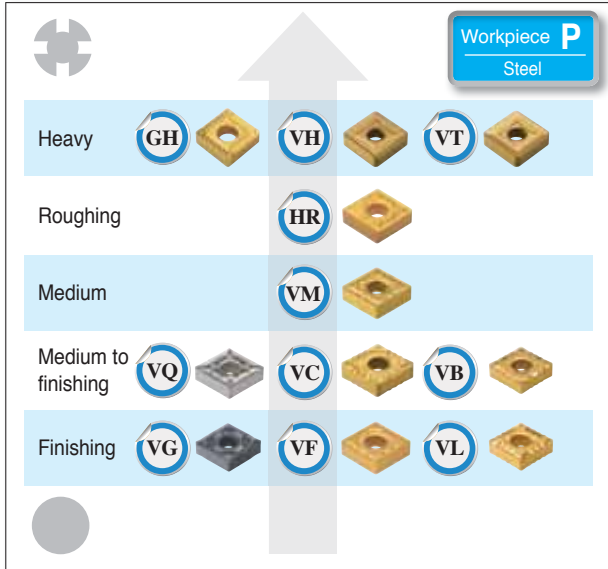 Workpiece P
Steel
Heavy GH VH VT
Roughing HR
Medium VM
Medium to
finishing VQ VC VB
Finishing VG VF VL